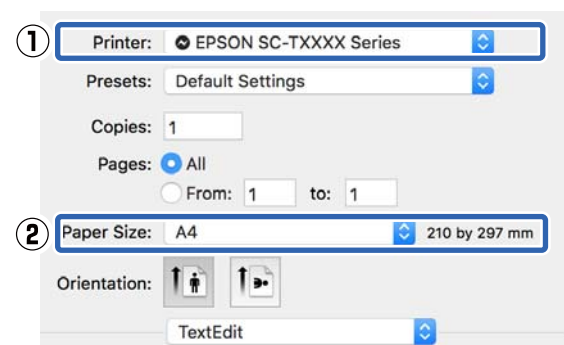 ① Printer: EPSON SC-TXXXX Series
Presets: Default Settings
Copies: 1
Pages: All
From: 1 to: 1
② Paper Size: A4 210 by 297 mm
Orientation:
TextEdit